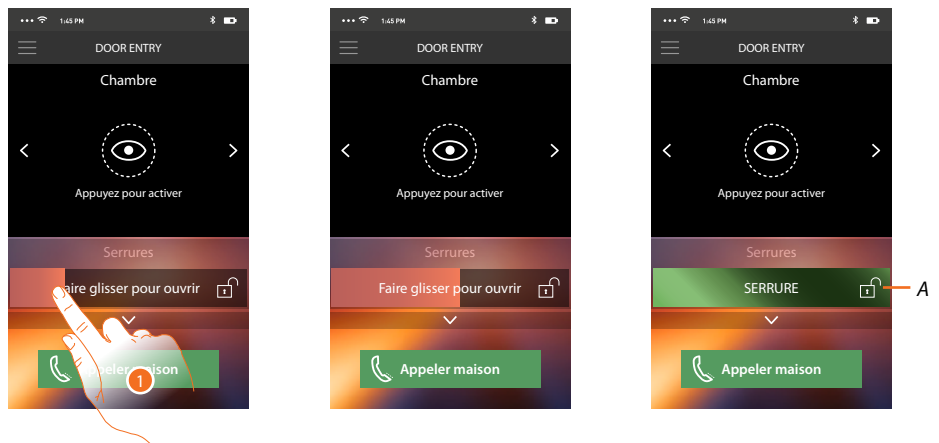 1:45 PM
DOOR ENTRY
Chambre
Appuyez pour activer
Serrures
Faire glisser pour ouvrir
Appeler maison
1
1:45 PM
DOOR ENTRY
Chambre
Appuyez pour activer
Serrures
Faire glisser pour ouvrir
Appeler maison
1:45 PM
DOOR ENTRY
Chambre
Appuyez pour activer
Serrures
SERRURE
A
Appeler maison